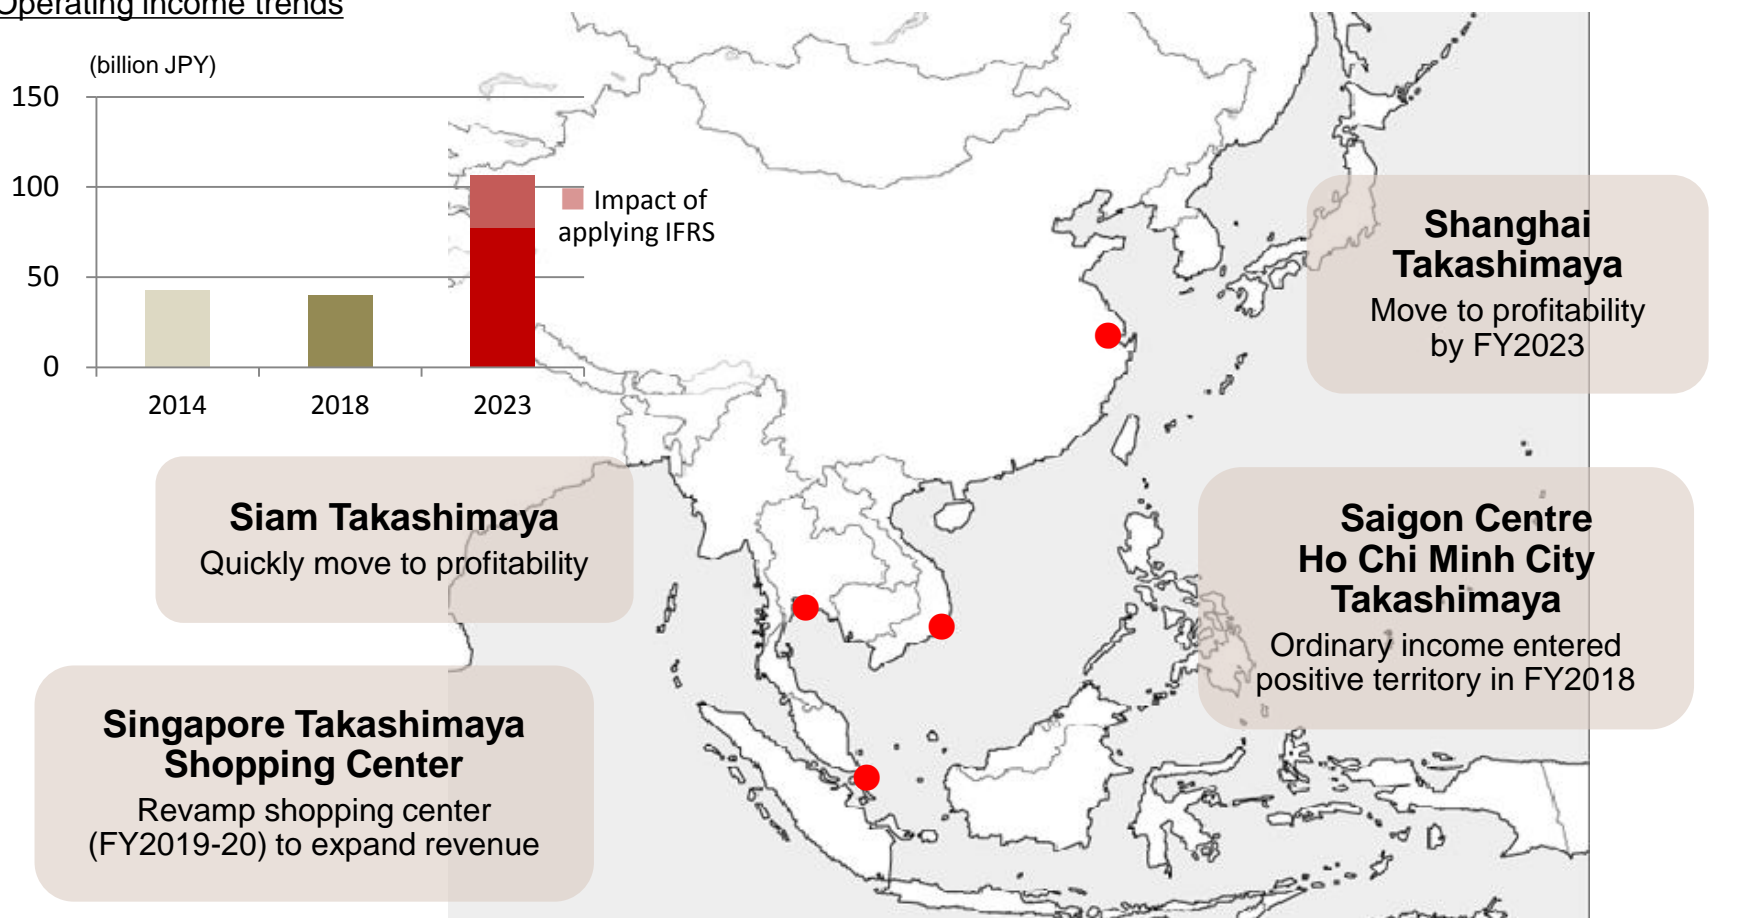 Operating income trends
(billion JPY)
150
100
50
0
2014
2018
2023
Impact of
applying IFRS
Shanghai
Takashimaya
Move to profitability
by FY2023
Siam Takashimaya
Quickly move to profitability
Saigon Centre
Ho Chi Minh City
Takashimaya
Ordinary income entered
positive territory in FY2018
Singapore Takashimaya
Shopping Center
Revamp shopping center
(FY2019-20) to expand revenue